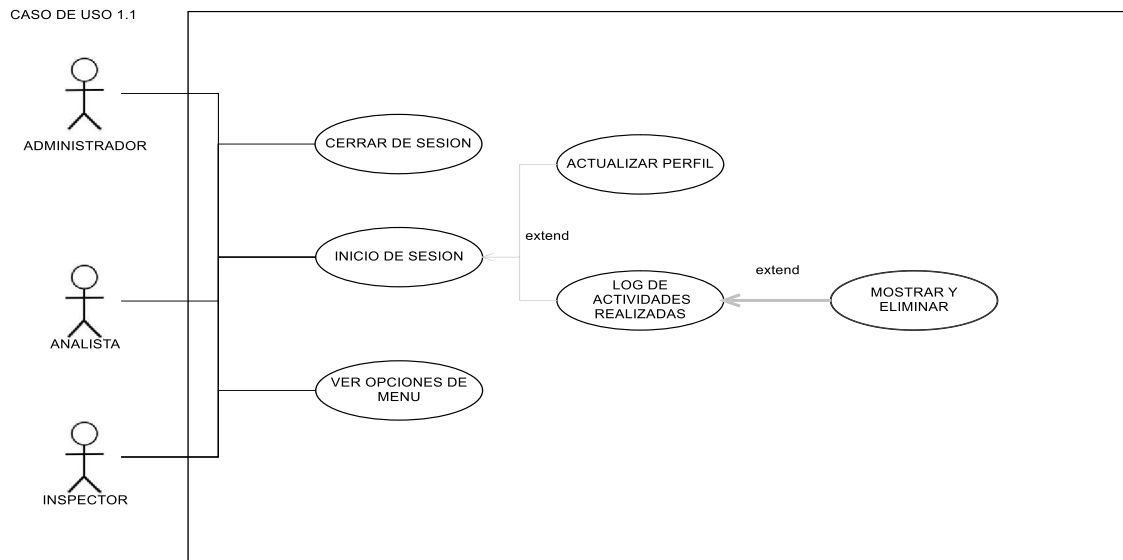 CASO DE USO 1.1
ADMINISTRADOR
CERRAR DE SESION
ACTUALIZAR PERFIL
extend
INICIO DE SESION
LOG DE
ACTIVIDADES
REALIZADAS
extend
MOSTRAR Y
ELIMINAR
ANALISTA
VER OPCIONES DE
MENU
INSPECTOR